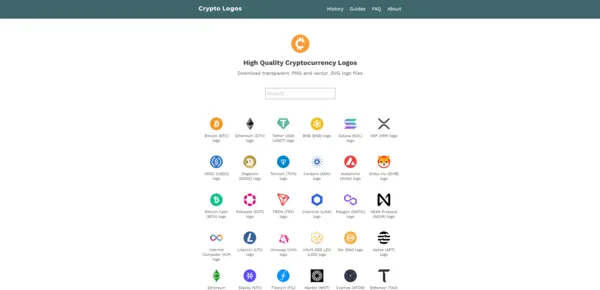 Crypto Logos
History Guides FAQ About
High Quality Cryptocurrency Logos
Download transparent .PNG and vector .SVG logo files
Search
Bitcoin (BTC) logo
Ethereum (ETH) logo
Tether USDt (USDT) logo
BNB (BNB) logo
Solana (SOL) logo
XRP (XRP) logo
USDC (USDC) logo
Dogecoin (DOGE) logo
Toncoin (TON) logo
Cardano (ADA) logo
Avalanche (AVAX) logo
Shiba Inu (SHIB) logo
Bitcoin Cash (BCH) logo
Polkadot (DOT) logo
TRON (TRX) logo
Chainlink (LINK) logo
Polygon (MATIC) logo
NEAR Protocol (NEAR) logo
Internet Computer (ICP) logo
Litecoin (LTC) logo
Uniswap (UNI) logo
UNUS SED LEO (LEO) logo
Dai (DAI) logo
Aptos (APT) logo
Ethereum
Stacks (STX)
Filecoin (FIL)
Mantle (MNT)
Cosmos (ATOM)
Bittensor (TAO)